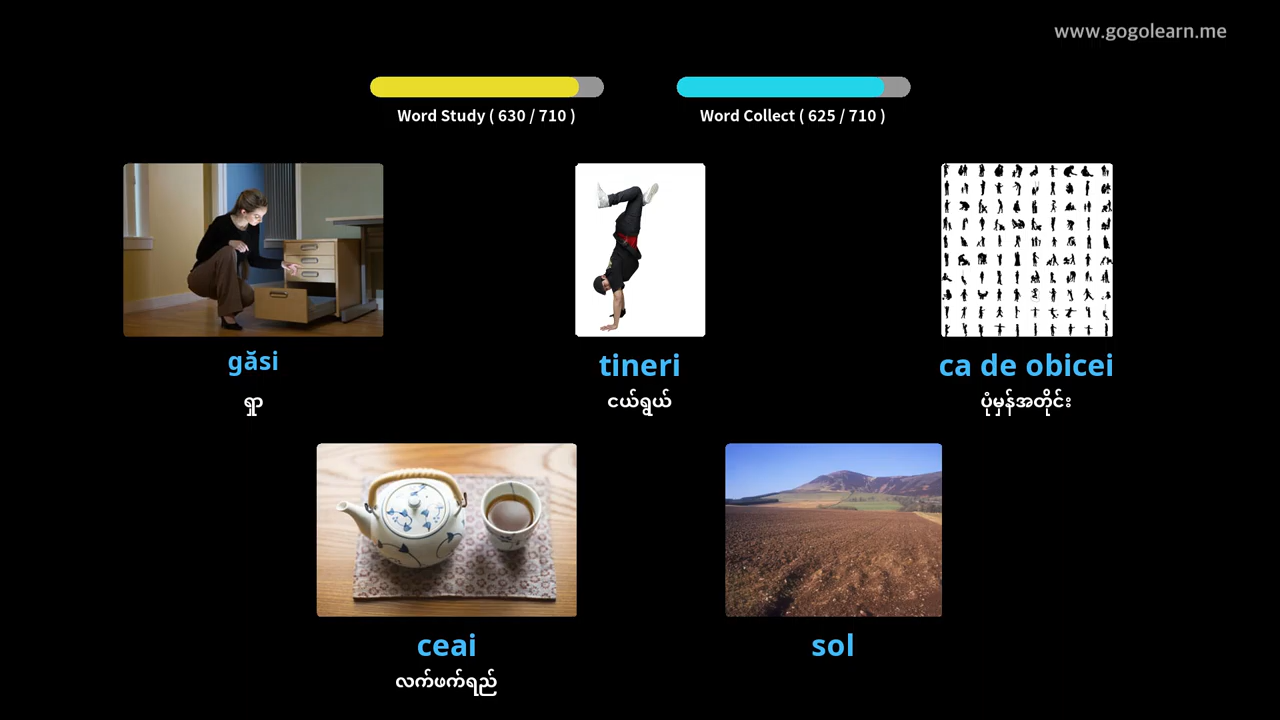 www.gogolearn.me
Word Study ( 630 / 710 )
Word Collect ( 625 / 710 )
găsi
ရှာ
tineri
ငယ်ရွယ်
ca de obicei
ပုံမှန်အတိုင်း
ceai
လက်ဖက်ရည်
sol